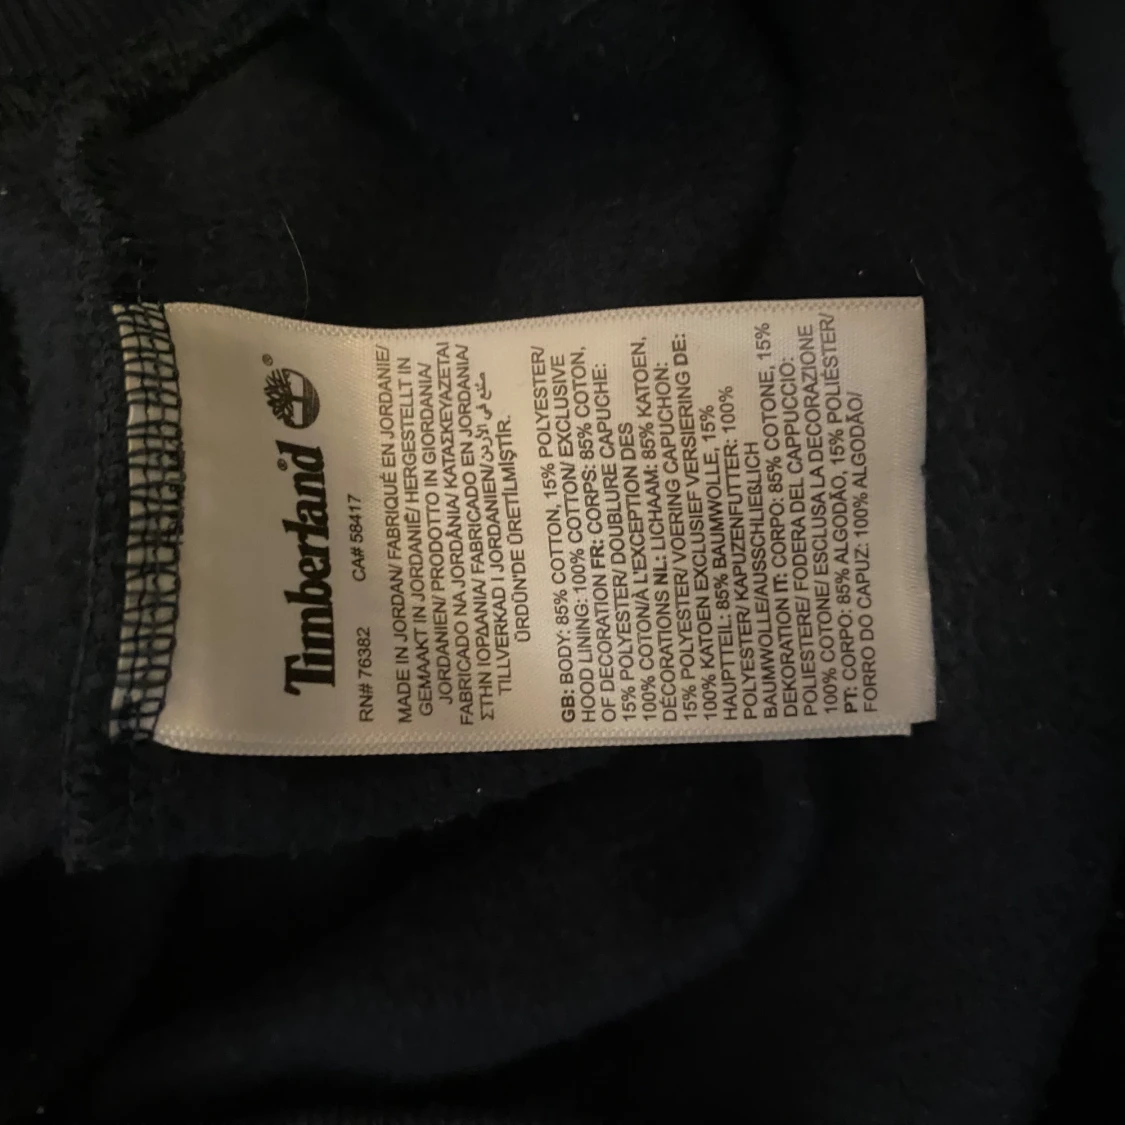 Timberland® ®
RN# 76382 CA# 58417
MADE IN JORDAN/ FABRIQUÉ EN JORDANIE/
GEMAAKT IN JORDANIË/ HERGESTELLT IN
JORDANIEN/ PRODOTTO IN GIORDANIA/
FABRICADO NA JORDÂNIA/ ΚΑΤΑΣΚΕΥΑΖΕΤΑΙ
ΣΤΗΝ ΙΟΡΔΑΝΙΑ/ FABRICADO EN JORDANIA/
TILLVERKAD I JORDANIEN/ صنع في الأردن/
ÜRDÜN'DE ÜRETİLMİŞTİR.
GB: BODY: 85% COTTON, 15% POLYESTER/
HOOD LINING: 100% COTTON/ EXCLUSIVE
OF DECORATION FR: CORPS: 85% COTON,
15% POLYESTER/ DOUBLURE CAPUCHE:
100% COTON/À L'EXCEPTION DES
DÉCORATIONS NL: LICHAAM: 85% KATOEN,
15% POLYESTER/ VOERING CAPUCHON:
100% KATOEN EXCLUSIEF VERSIERING DE:
HAUPTTEIL: 85% BAUMWOLLE, 15%
POLYESTER/ KAPUZENFUTTER: 100%
BAUMWOLLE/AUSSCHLIEßLICH
DEKORATION IT: CORPO: 85% COTONE, 15%
POLIESTERE/ FODERA DEL CAPPUCCIO:
100% COTONE/ ESCLUSA LA DECORAZIONE
PT: CORPO: 85% ALGODÃO, 15% POLIÉSTER/
FORRO DO CAPUZ: 100% ALGODÃO/